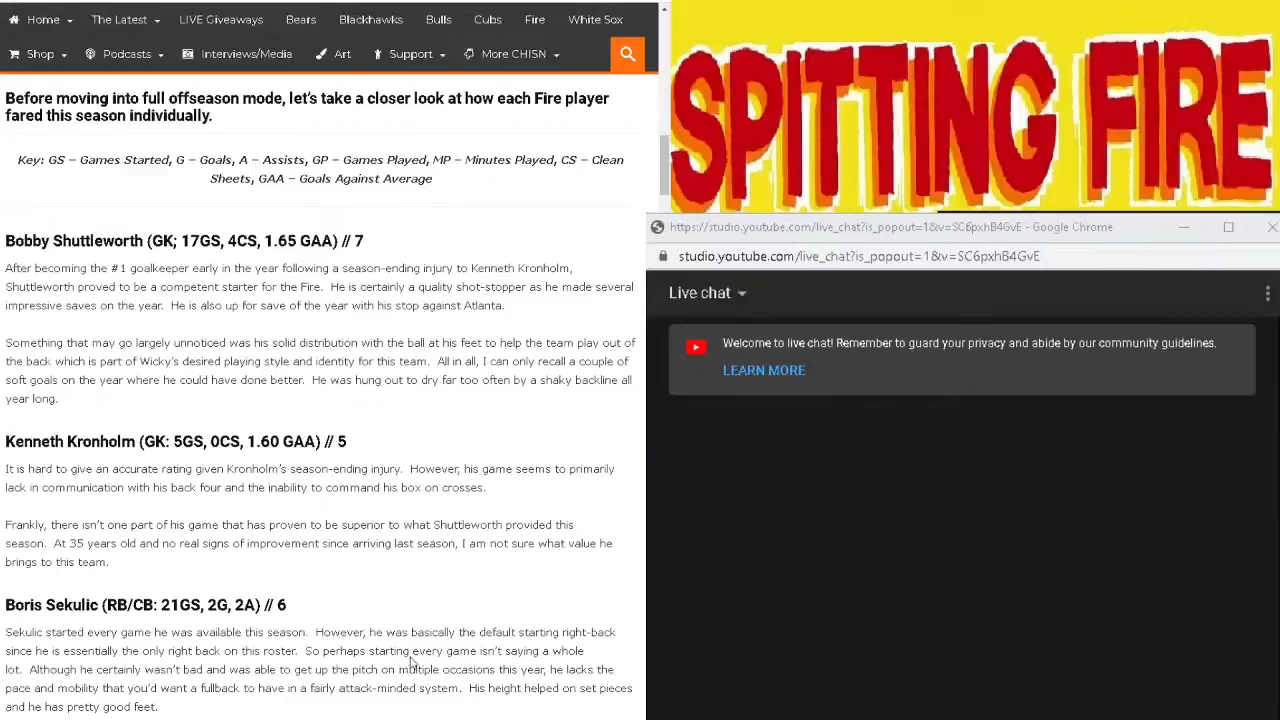 Home
The Latest
LIVE Giveaways
Bears
Blackhawks
Bulls
Cubs
Fire
White Sox
Shop
Podcasts
Interviews/Media
Art
Support
More CHISN
Before moving into full offseason mode, let's take a closer look at how each Fire player
fared this season individually.
Key: GS – Games Started, G – Goals, A – Assists, GP – Games Played, MP – Minutes Played, CS – Clean
Sheets, GAA – Goals Against Average
Bobby Shuttleworth (GK; 17GS, 4CS, 1.65 GAA) // 7
After becoming the #1 goalkeeper early in the year following a season-ending injury to Kenneth Kronholm,
Shuttleworth proved to be a competent starter for the Fire. He is certainly a quality shot-stopper as he made several
impressive saves on the year. He is also up for save of the year with his stop against Atlanta.
Something that may go largely unnoticed was his solid distribution with the ball at his feet to help the team play out of
the back which is part of Wicky's desired playing style and identity for this team. All in all, I can only recall a couple of
soft goals on the year where he could have done better. He was hung out to dry far too often by a shaky backline all
year long.
Kenneth Kronholm (GK: 5GS, 0CS, 1.60 GAA) // 5
It is hard to give an accurate rating given Kronholm's season-ending injury. However, his game seems to primarily
lack in communication with his back four and the inability to command his box on crosses.
Frankly, there isn't one part of his game that has proven to be superior to what Shuttleworth provided this
season. At 35 years old and no real signs of improvement since arriving last season, I am not sure what value he
brings to this team.
Boris Sekulic (RB/CB: 21GS, 2G, 2A) // 6
Sekulic started every game he was available this season. However, he was basically the default starting right-back
since he is essentially the only right back on this roster. So perhaps starting every game isn't saying a whole
lot. Although he certainly wasn't bad and was able to get up the pitch on multiple occasions this year, he lacks the
pace and mobility that you'd want a fullback to have in a fairly attack-minded system. His height helped on set pieces
and he has pretty good feet.
SPITTING FIRE
https://studio.youtube.com/live_chat?is_popout=1&v=SC6pxhB4GvE - Google Chrome
studio.youtube.com/live_chat?is_popout=1&v=SC6pxhB4GvE
Live chat
Welcome to live chat! Remember to guard your privacy and abide by our community guidelines.
LEARN MORE